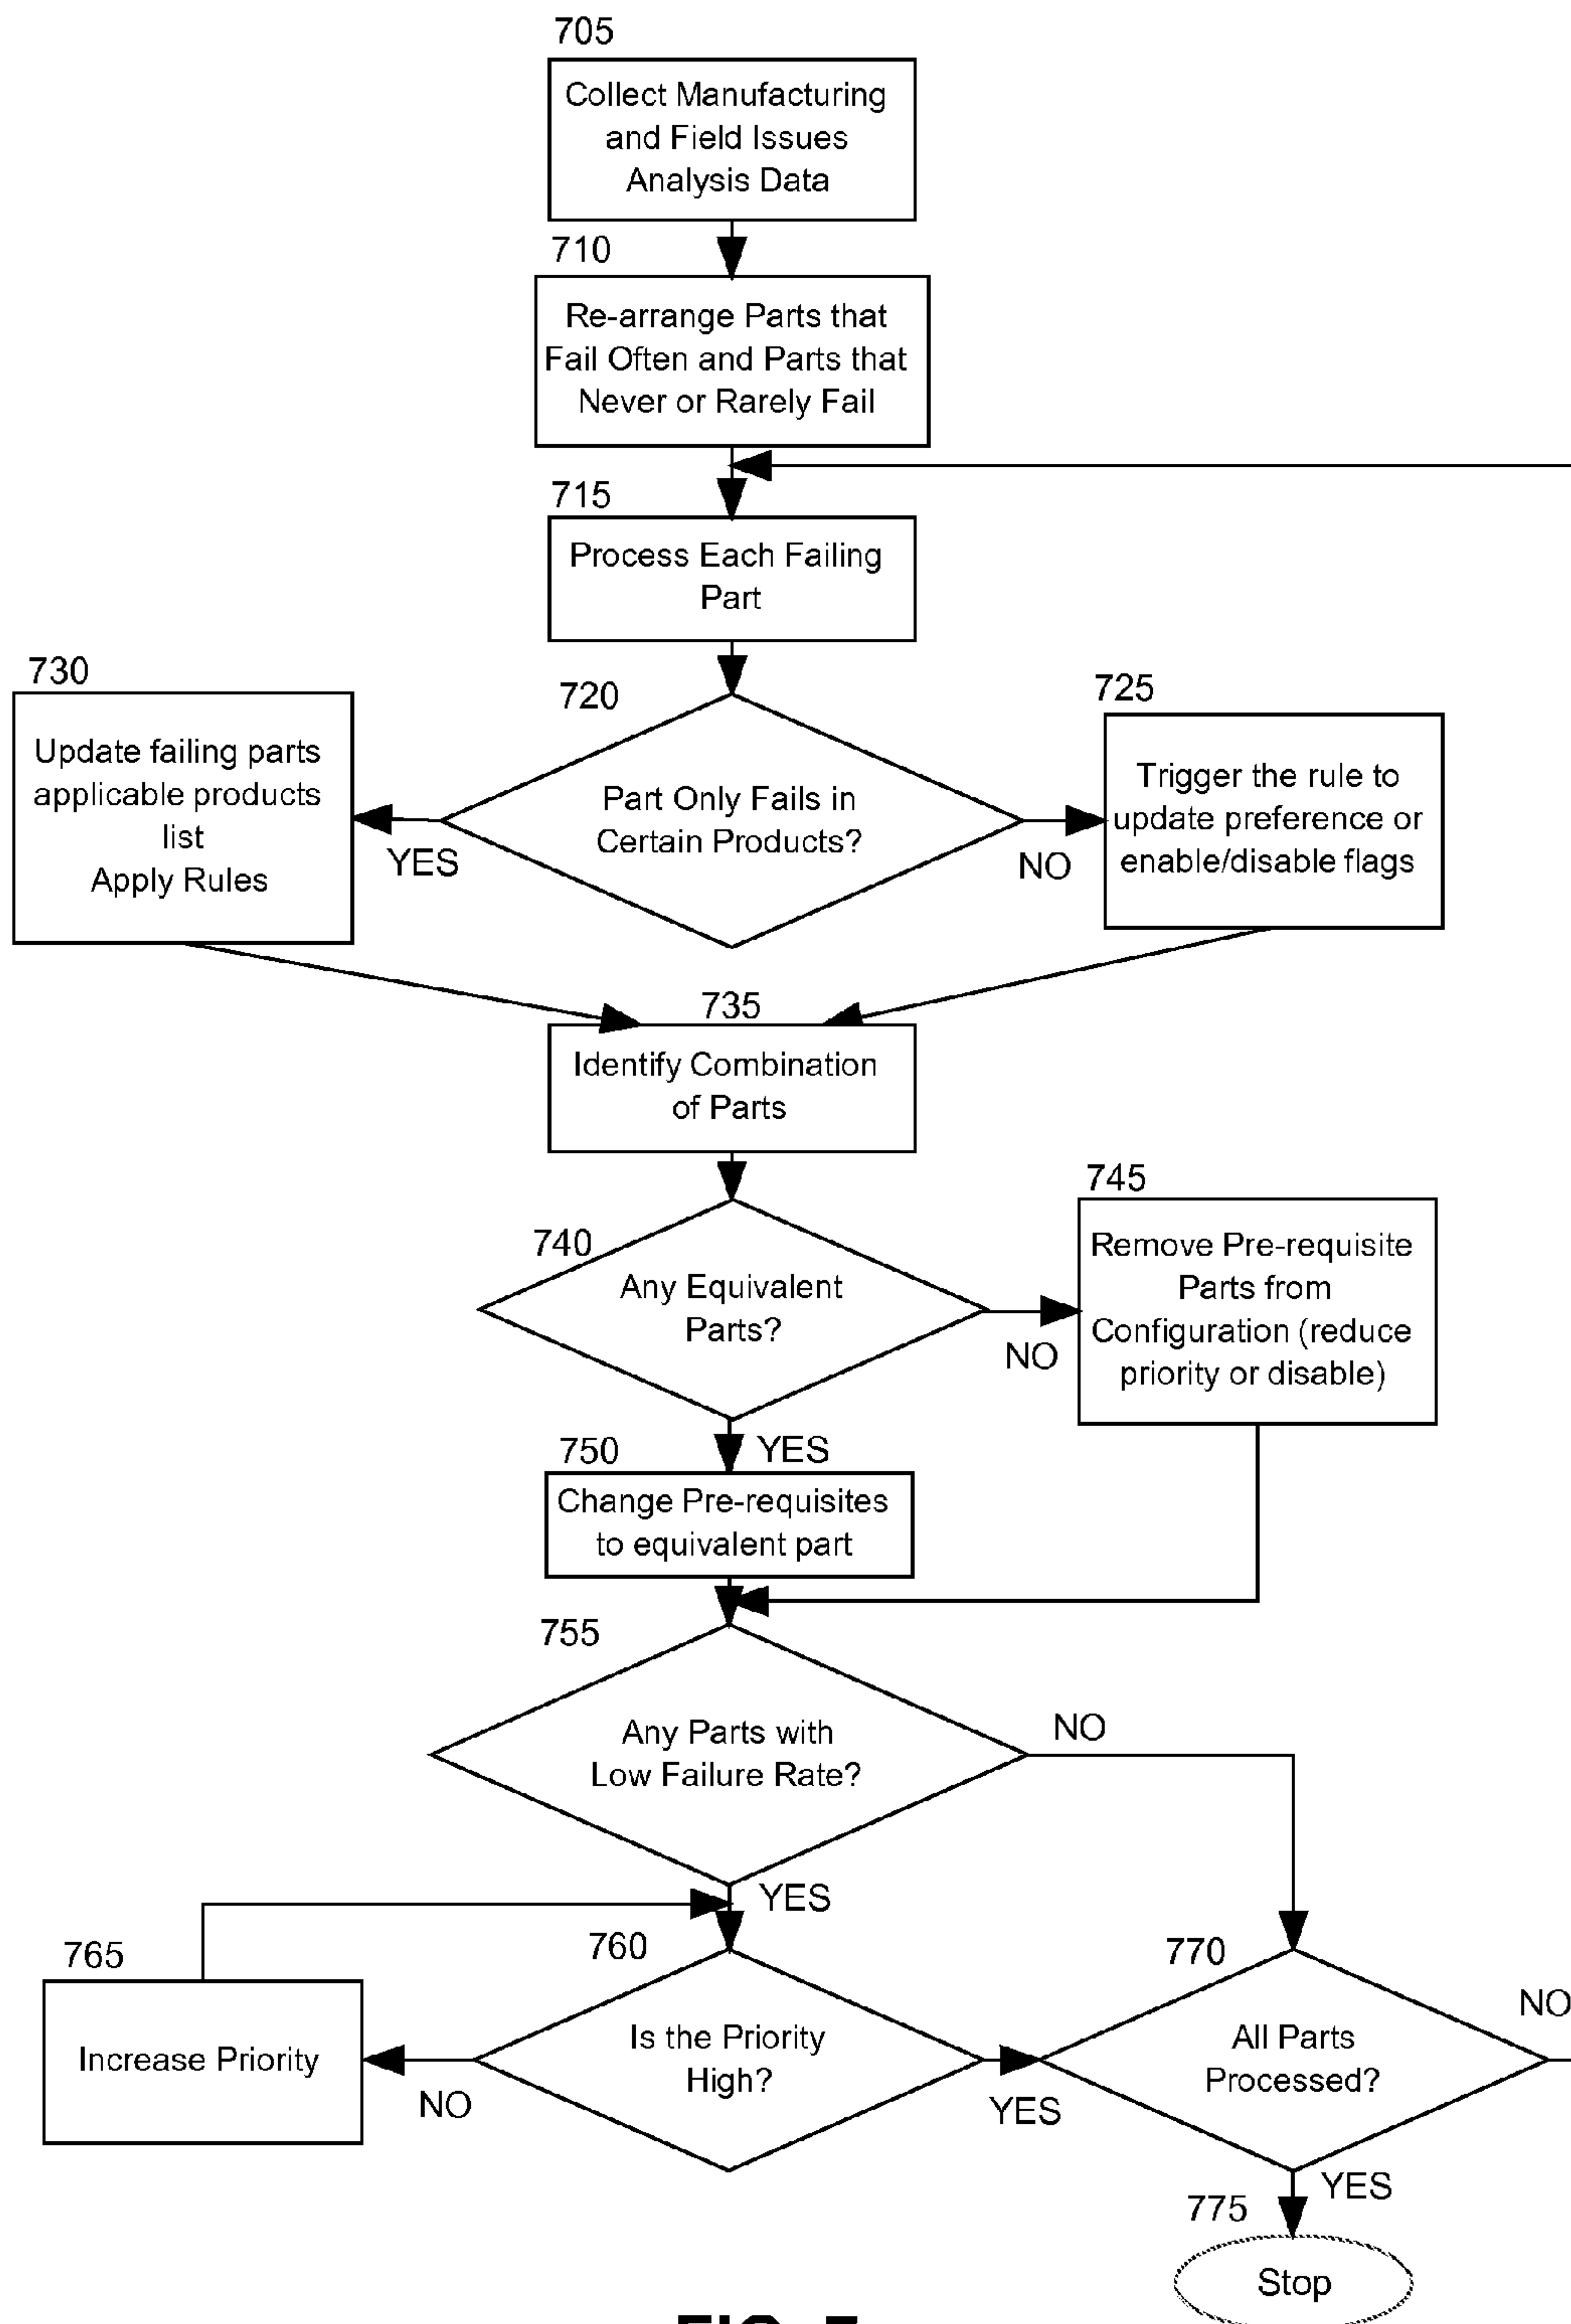 705
Collect Manufacturing
and Field Issues
Analysis Data
710
Re-arrange Parts that
Fail Often and Parts that
Never or Rarely Fail
715
Process Each Failing
Part
730
Update failing parts
applicable products
list
Apply Rules
720
Part Only Fails in
Certain Products?
YES
NO
725
Trigger the rule to
update preference or
enable/disable flags
735
Identify Combination
of Parts
740
Any Equivalent
Parts?
NO
YES
745
Remove Pre-requisite
Parts from
Configuration (reduce
priority or disable)
750
Change Pre-requisites
to equivalent part
755
Any Parts with
Low Failure Rate?
NO
YES
765
Increase Priority
760
Is the Priority
High?
NO
YES
770
All Parts
Processed?
NO
YES
775
Stop